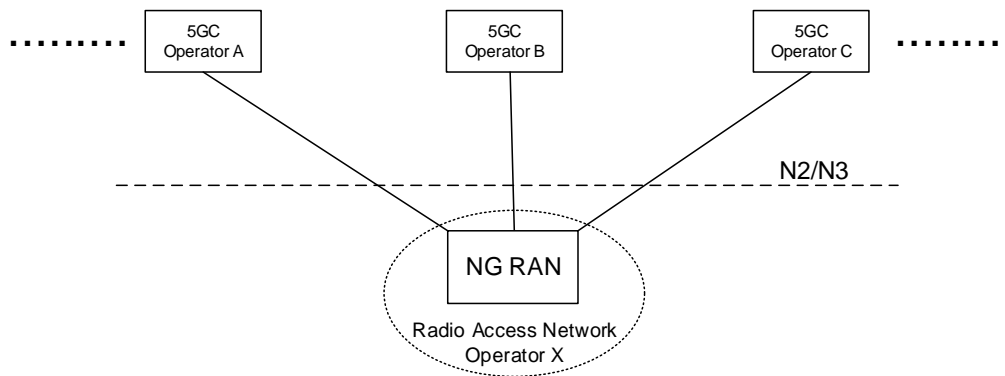 5GC
Operator A
5GC
Operator B
5GC
Operator C
N2/N3
NG RAN
Radio Access Network
Operator X